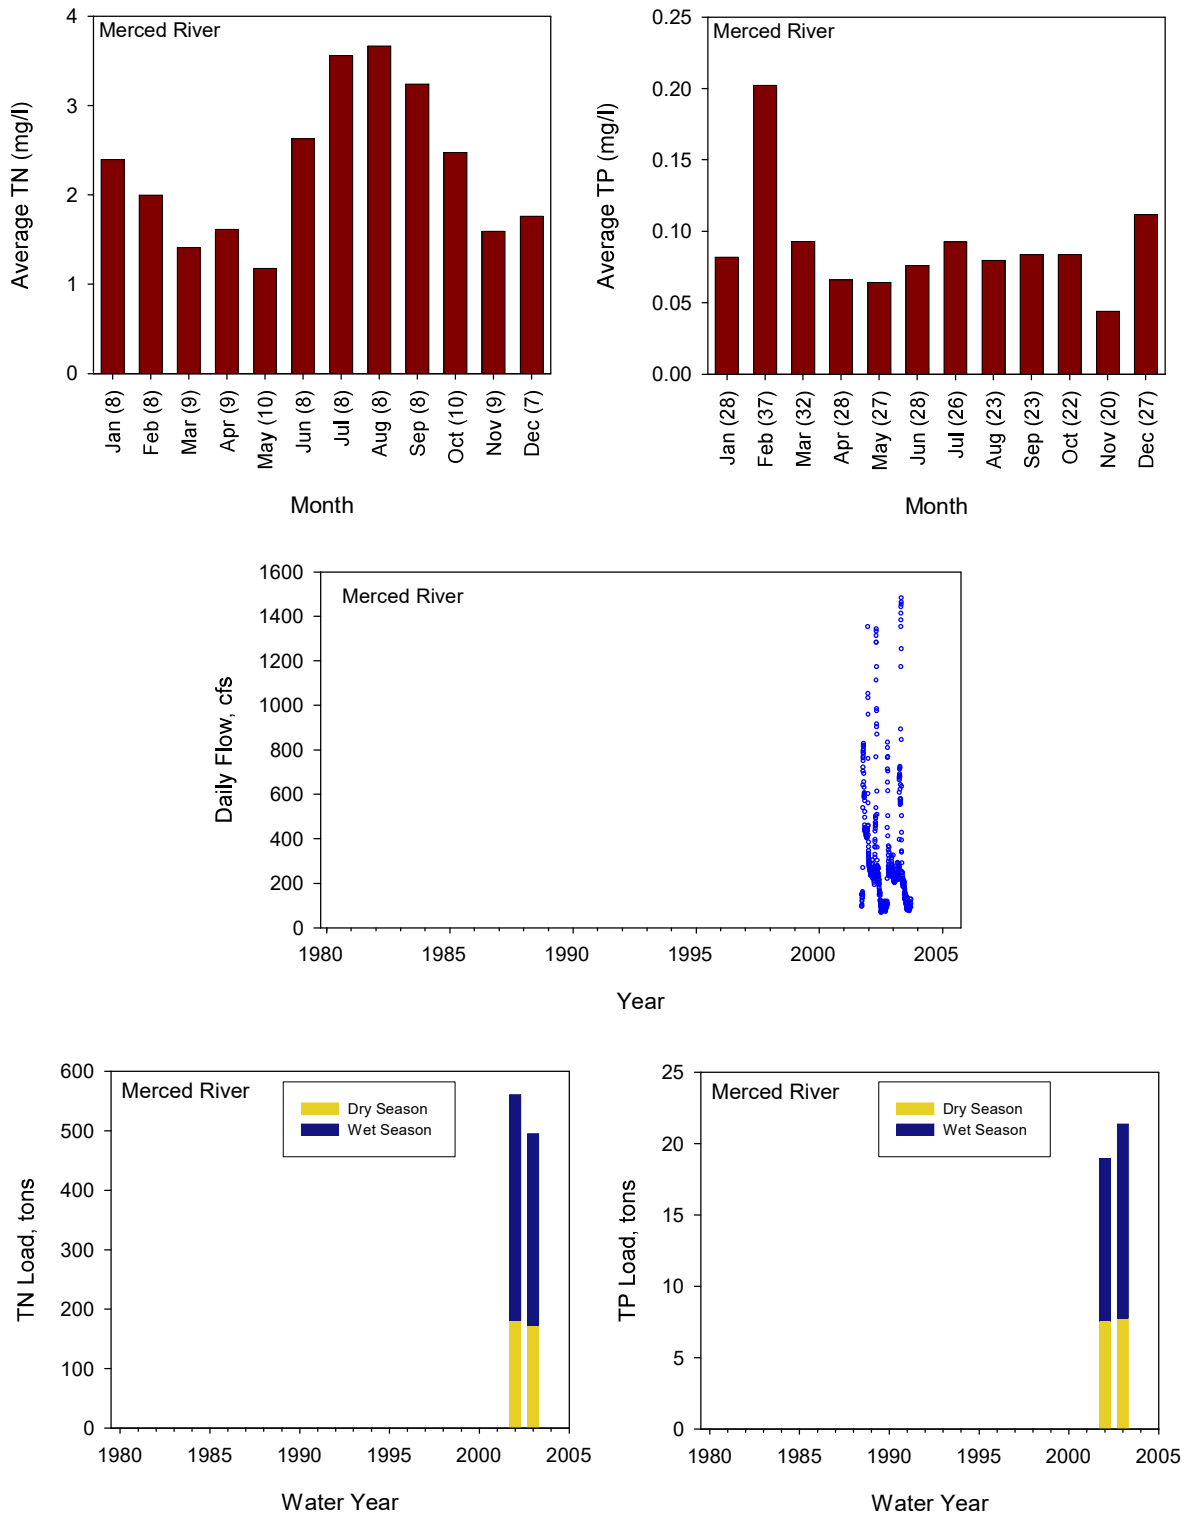 Merced River
Average TN (mg/l)
4
3
2
1
0
Jan (8)
Feb (8)
Mar (9)
Apr (9)
May (10)
Jun (8)
Jul (8)
Aug (8)
Sep (8)
Oct (10)
Nov (9)
Dec (7)
Month
Merced River
Average TP (mg/l)
0.25
0.20
0.15
0.10
0.05
0.00
Jan (28)
Feb (37)
Mar (32)
Apr (28)
May (27)
Jun (28)
Jul (26)
Aug (23)
Sep (23)
Oct (22)
Nov (20)
Dec (27)
Month
Merced River
Daily Flow, cfs
1600
1400
1200
1000
800
600
400
200
0
1980 1985 1990 1995 2000 2005
Year
Merced River
Dry Season
Wet Season
TN Load, tons
600
500
400
300
200
100
0
1980 1985 1990 1995 2000 2005
Water Year
Merced River
Dry Season
Wet Season
TP Load, tons
25
20
15
10
5
0
1980 1985 1990 1995 2000 2005
Water Year